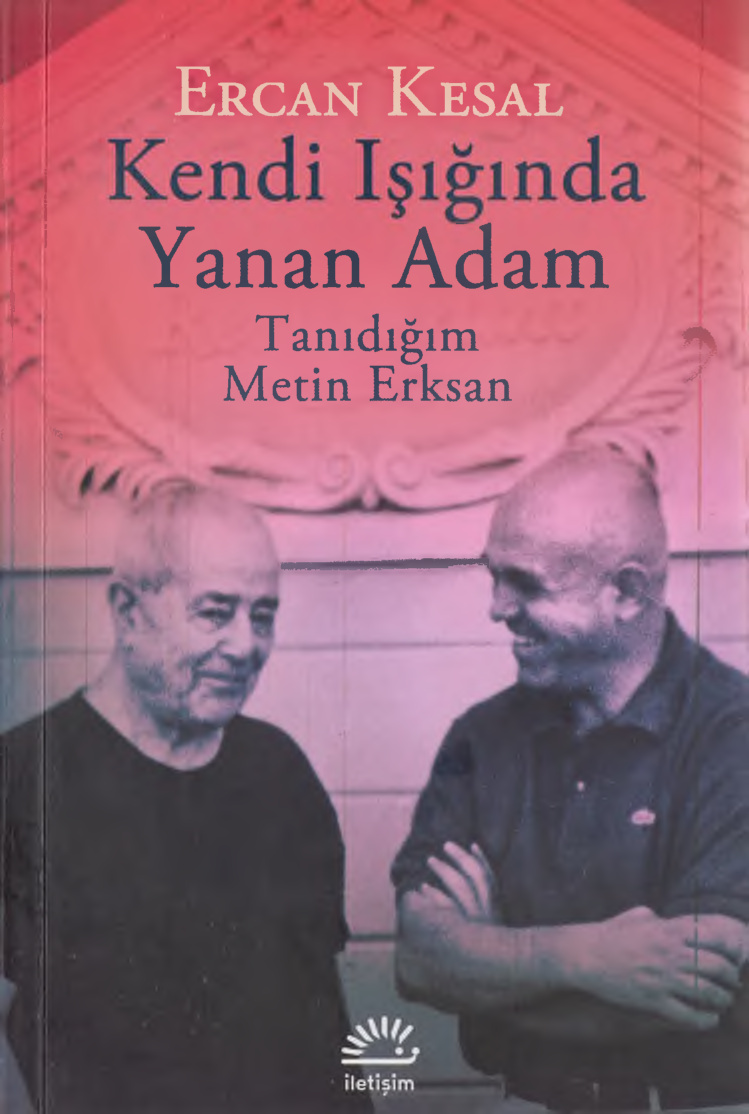 ERCAN KESAL
Kendi Işığında
Yanan Adam
Tanıdığım
Metin Erksan
iletişim